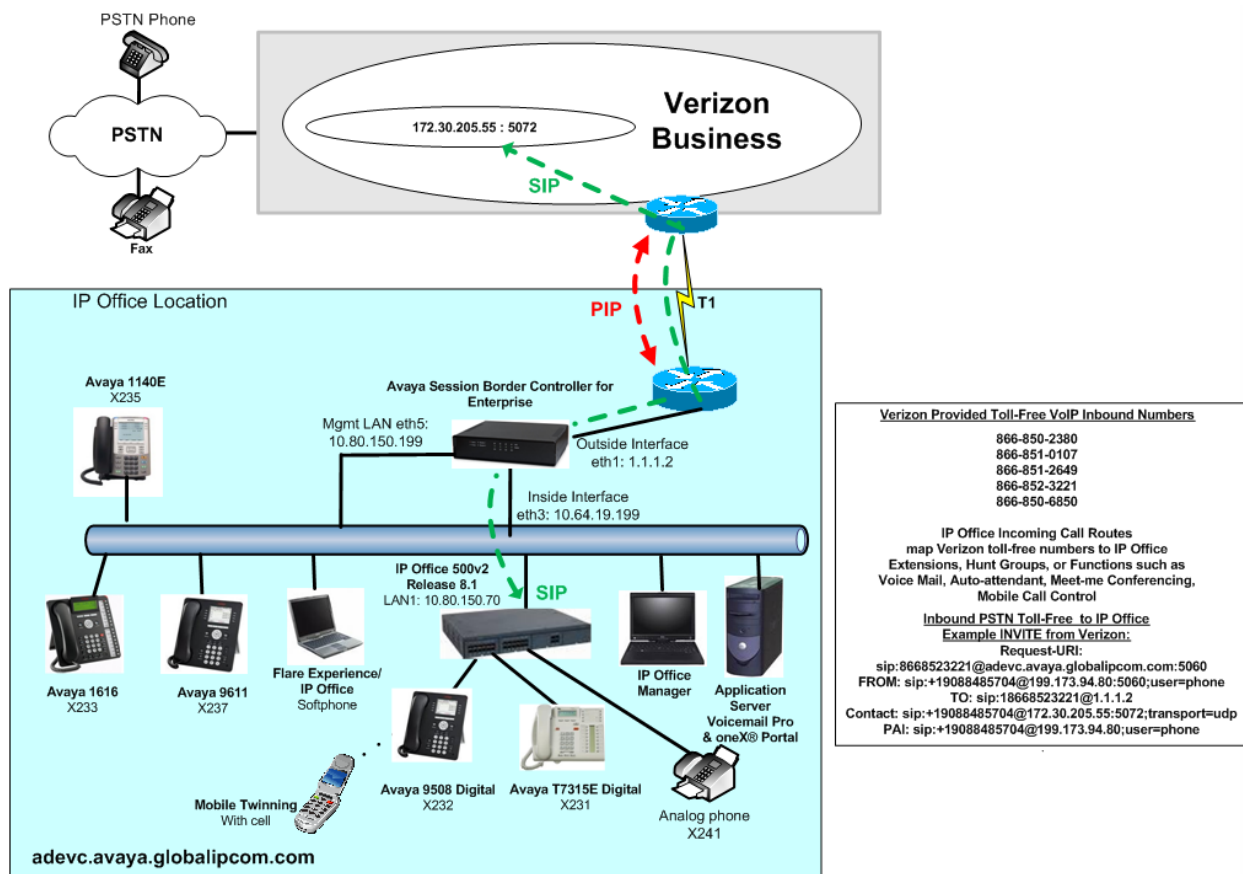 PSTN Phone
PSTN
Fax
Verizon
Business
172.30.205.55 : 5072
SIP
PIP
T1
IP Office Location
Avaya 1140E
X235
Avaya Session Border Controller for
Enterprise
Mgmt LAN eth5:
10.80.150.199
Outside Interface
eth1: 1.1.1.2
Inside Interface
eth3: 10.64.19.199
IP Office 500v2
Release 8.1
LAN1: 10.80.150.70
SIP
Avaya 1616
X233
Avaya 9611
X237
Flare Experience/
IP Office
Softphone
IP Office
Manager
Application
Server
Voicemail Pro
& oneX® Portal
Mobile Twinning
With cell
Avaya 9508 Digital
X232
Avaya T7315E Digital
X231
Analog phone
X241
adevc.avaya.globalipcom.com
Verizon Provided Toll-Free VoIP Inbound Numbers
866-850-2380
866-851-0107
866-851-2649
866-852-3221
866-850-6850
IP Office Incoming Call Routes
map Verizon toll-free numbers to IP Office
Extensions, Hunt Groups, or Functions such as
Voice Mail, Auto-attendant, Meet-me Conferencing,
Mobile Call Control
Inbound PSTN Toll-Free to IP Office
Example INVITE from Verizon:
Request-URI:
sip:8668523221@adevc.avaya.globalipcom.com:5060
FROM: sip:+19088485704@199.173.94.80:5060;user=phone
TO: sip:18668523221@1.1.1.2
Contact: sip:+19088485704@172.30.205.55:5072;transport=udp
PAI: sip:+19088485704@199.173.94.80;user=phone